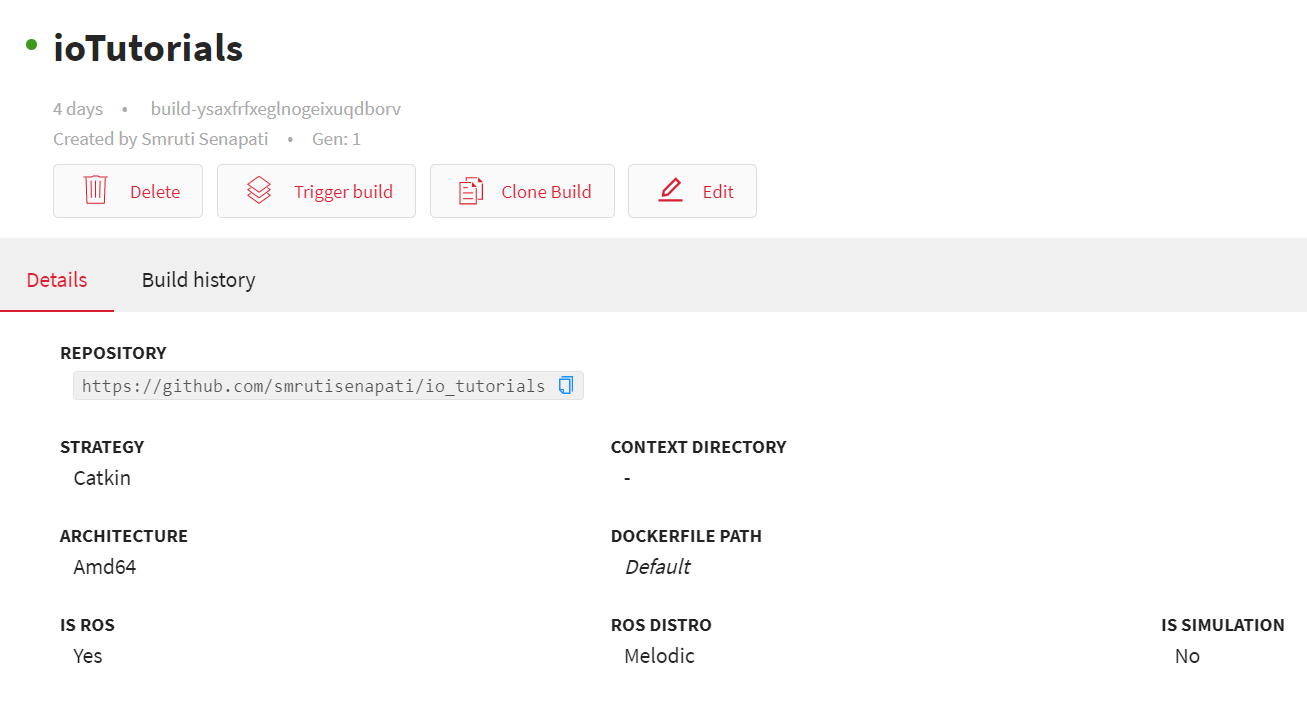 ioTutorials
4 days • build-ysaxfrfxeglnogeixuqdborv
Created by Smruti Senapati • Gen: 1
Delete Trigger build Clone Build Edit
Details Build history
REPOSITORY
https://github.com/smrutisenapati/io_tutorials
STRATEGY CONTEXT DIRECTORY
Catkin -
ARCHITECTURE DOCKERFILE PATH
Amd64 Default
IS ROS ROS DISTRO IS SIMULATION
Yes Melodic No